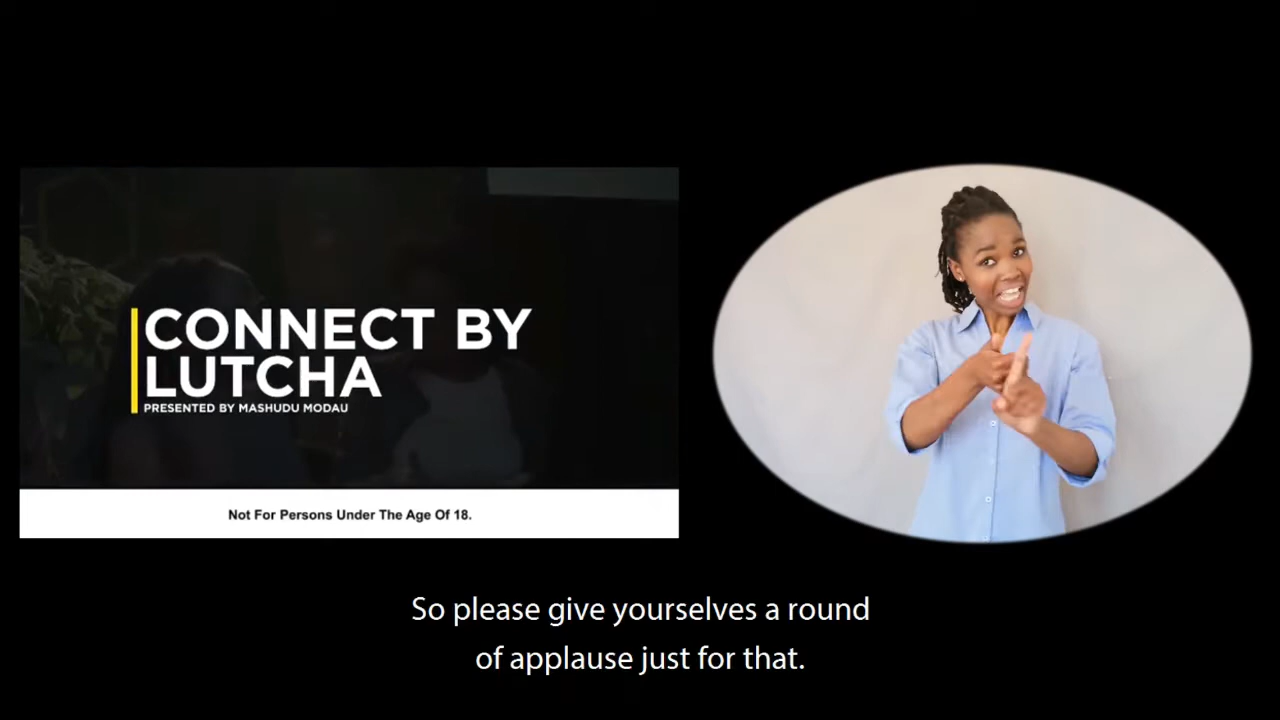 CONNECT BY
LUTCHA
PRESENTED BY MASHUDU MODAU
Not For Persons Under The Age Of 18.
So please give yourselves a round
of applause just for that.